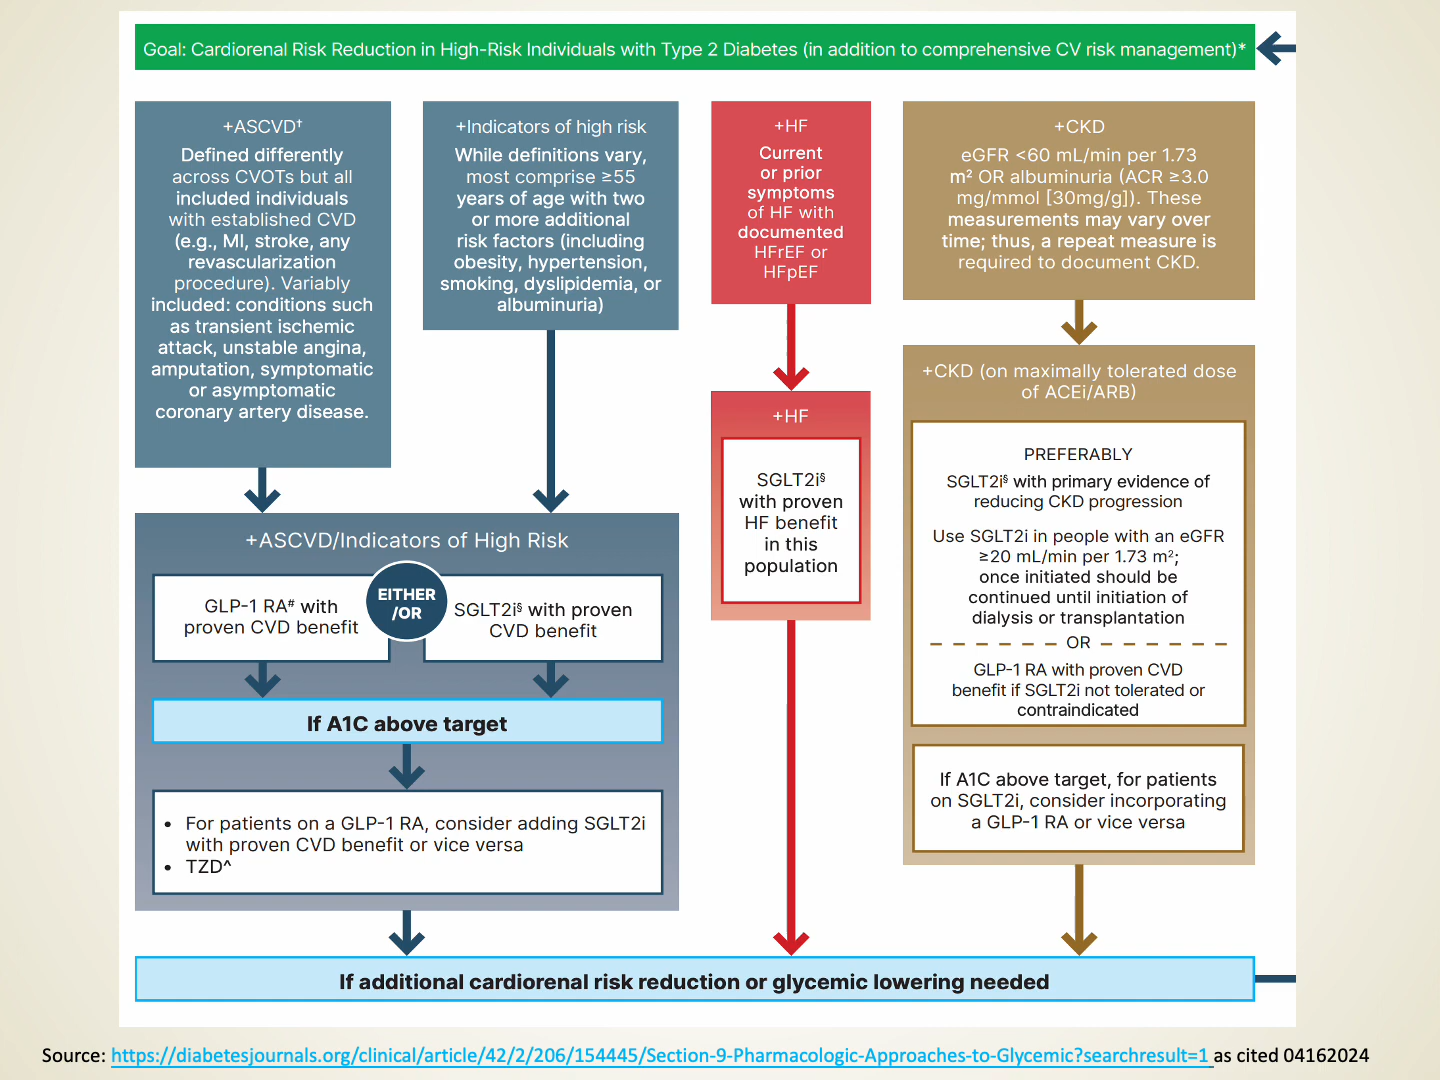 Goal: Cardiorenal Risk Reduction in High-Risk Individuals with Type 2 Diabetes (in addition to comprehensive CV risk management)*
+ASCVD†
Defined differently
across CVOTs but all
included individuals
with established CVD
(e.g., MI, stroke, any
revascularization
procedure). Variably
included: conditions such
as transient ischemic
attack, unstable angina,
amputation, symptomatic
or asymptomatic
coronary artery disease.
+Indicators of high risk
While definitions vary,
most comprise ≥55
years of age with two
or more additional
risk factors (including
obesity, hypertension,
smoking, dyslipidemia, or
albuminuria)
+HF
Current
or prior
symptoms
of HF with
documented
HFrEF or
HFpEF
+CKD
eGFR <60 mL/min per 1.73
m² OR albuminuria (ACR ≥3.0
mg/mmol [30mg/g]). These
measurements may vary over
time; thus, a repeat measure is
required to document CKD.
+ASCVD/Indicators of High Risk
GLP-1 RA# with
proven CVD benefit
EITHER
/OR
SGLT2i§ with proven
CVD benefit
If A1C above target
• For patients on a GLP-1 RA, consider adding SGLT2i
with proven CVD benefit or vice versa
• TZD^
+HF
SGLT2i§
with proven
HF benefit
in this
population
+CKD (on maximally tolerated dose
of ACEi/ARB)
PREFERABLY
SGLT2i§ with primary evidence of
reducing CKD progression
Use SGLT2i in people with an eGFR
≥20 mL/min per 1.73 m²;
once initiated should be
continued until initiation of
dialysis or transplantation
OR
GLP-1 RA with proven CVD
benefit if SGLT2i not tolerated or
contraindicated
If A1C above target, for patients
on SGLT2i, consider incorporating
a GLP-1 RA or vice versa
If additional cardiorenal risk reduction or glycemic lowering needed
Source: https://diabetesjournals.org/clinical/article/42/2/206/154445/Section-9-Pharmacologic-Approaches-to-Glycemic?searchresult=1 as cited 04162024